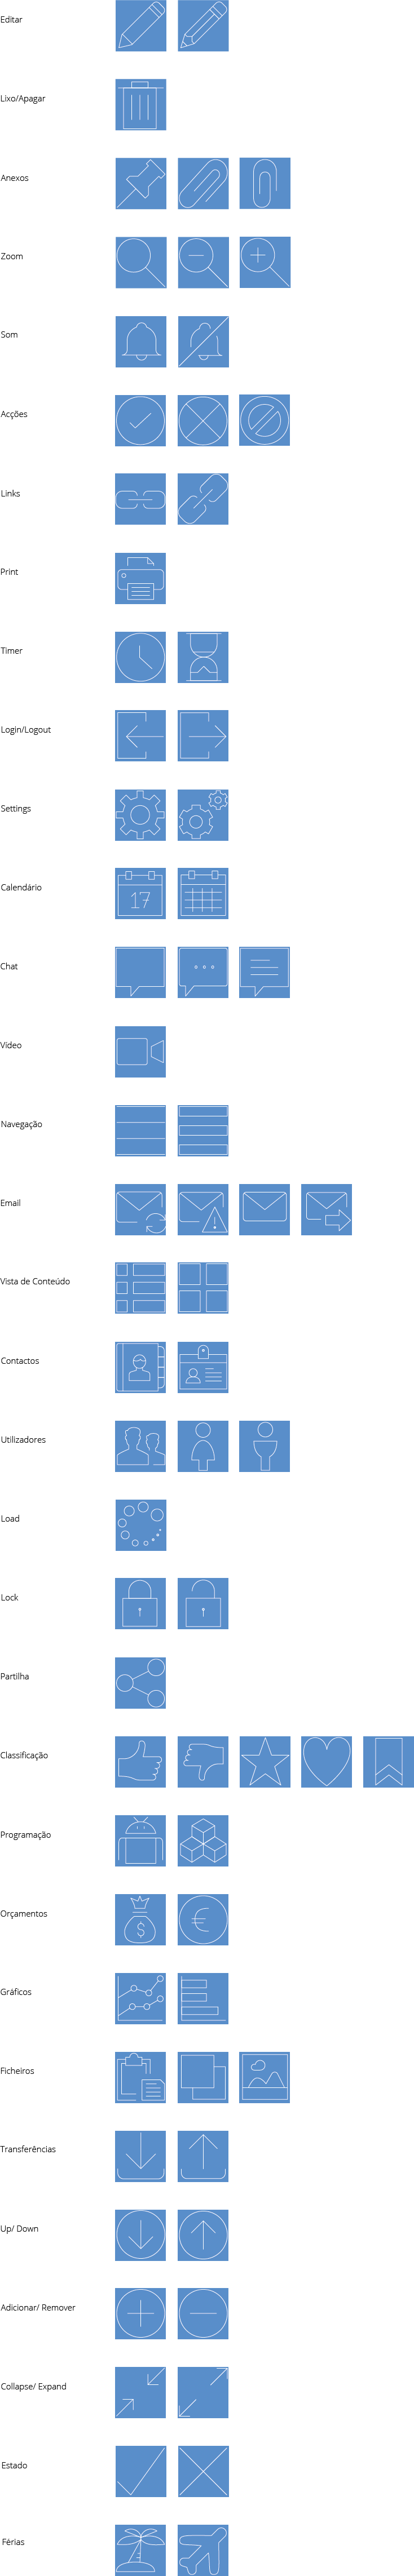 Editar
Lixo/Apagar
Anexos
Zoom
Som
Acções
Links
Print
Timer
Login/Logout
Settings
Calendário
17
Chat
Vídeo
Navegação
Email
Vista de Conteúdo
Contactos
Utilizadores
Load
Lock
Partilha
Classificação
Programação
Orçamentos
$ €
Gráficos
Ficheiros
Transferências
Up/ Down
Adicionar/ Remover
Collapse/ Expand
Estado
Férias